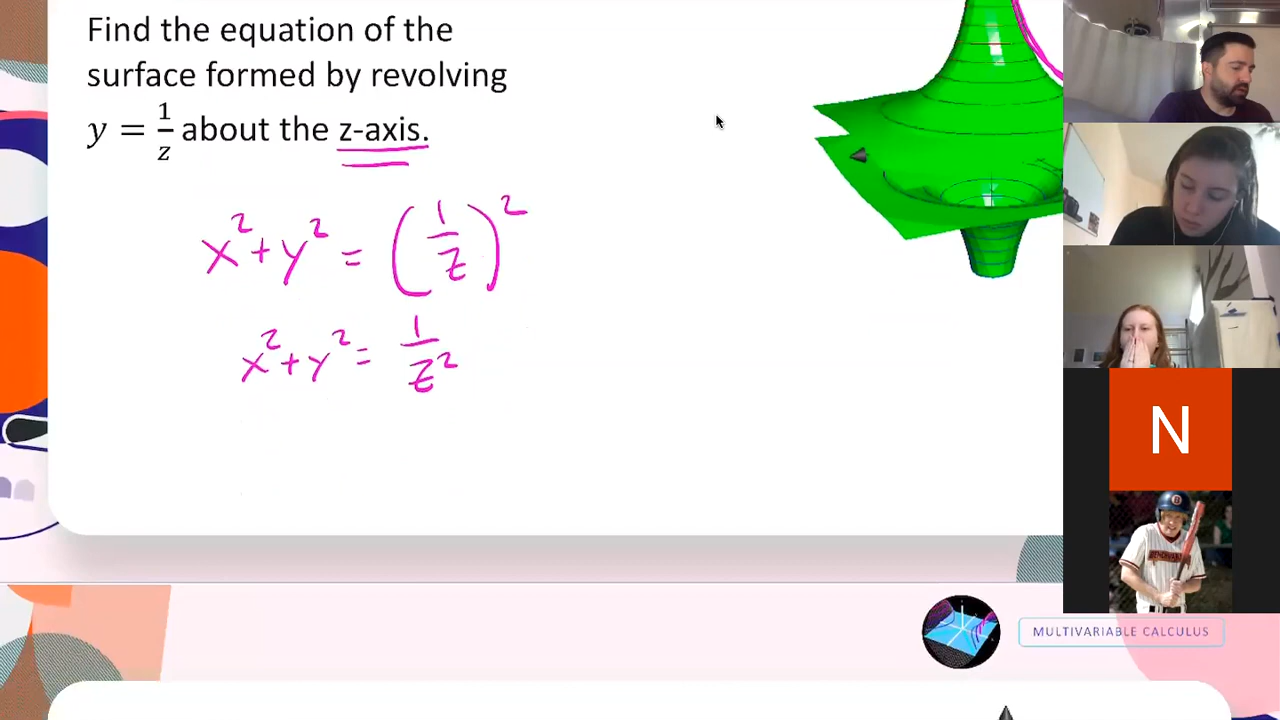 Find the equation of the
surface formed by revolving
y = 1/z about the z-axis.
x² + y² = (1/z)²
x² + y² = 1/z²
N
B
MULTIVARIABLE CALCULUS